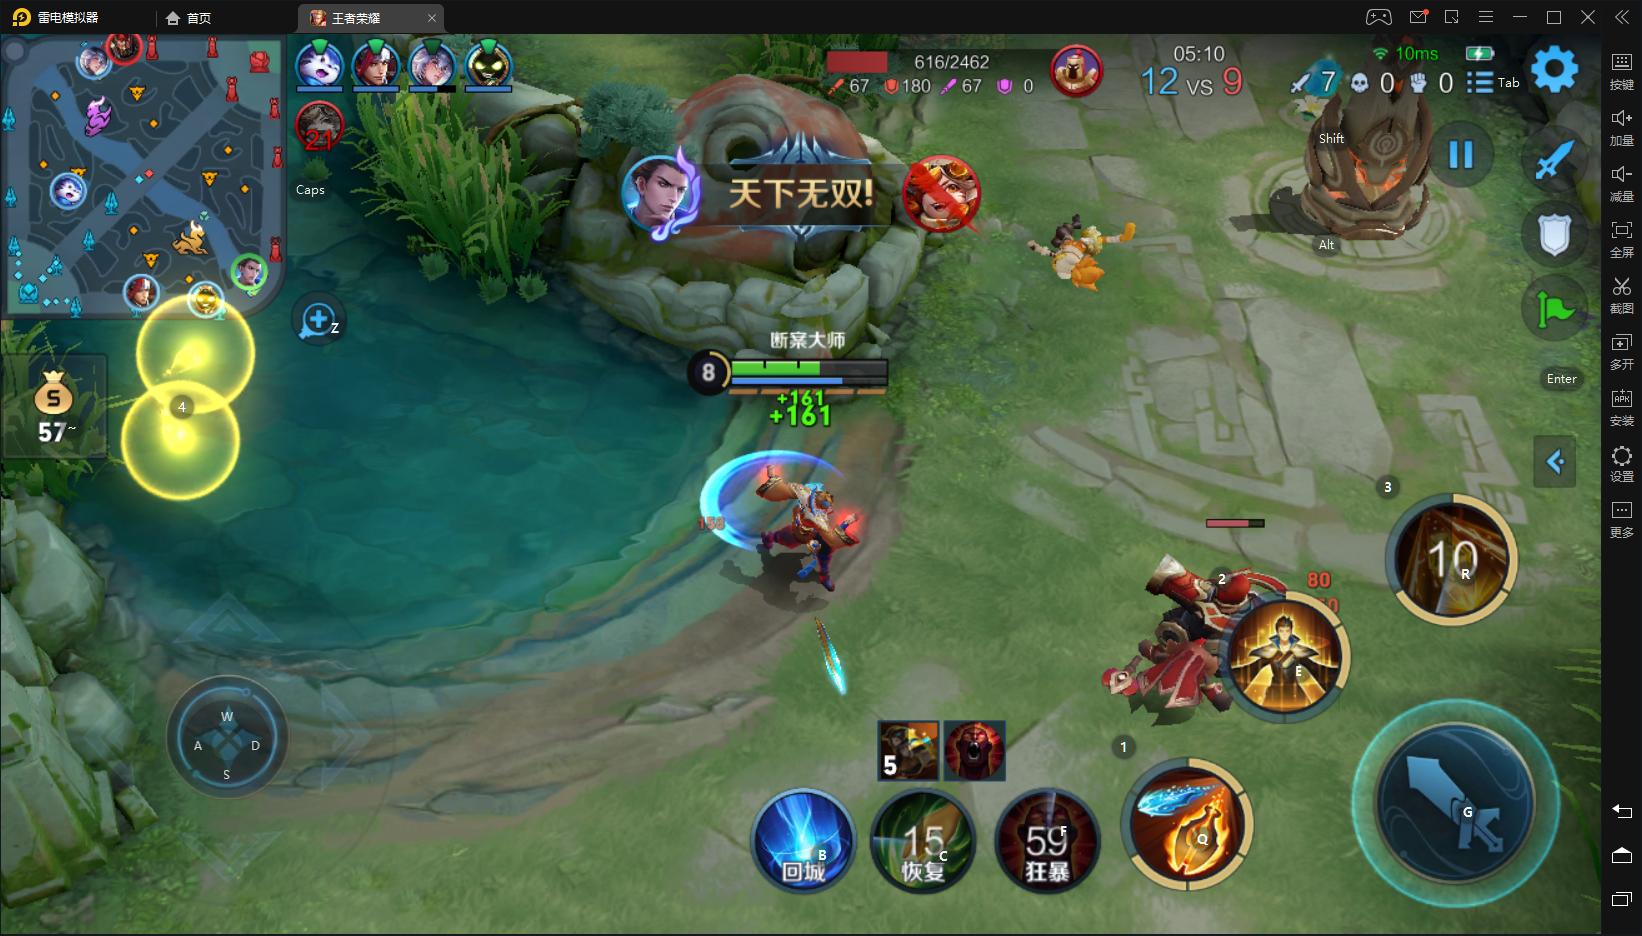 雷电模拟器
首页
王者荣耀
616/2462
67 180 67 0
05:10
12 vs 9
10ms
7 0 0
Tab
21
Caps
Shift
Alt
天下无双!
Z
Enter
断案大师
8
+161
+161
57~
4
158
80
W
A D
S
3
10
R
2
E
1
Q
5
B
回城
15
C
恢复
59
F
狂暴
G
按键
加量
减量
全屏
截图
多开
APK
安装
设置
更多